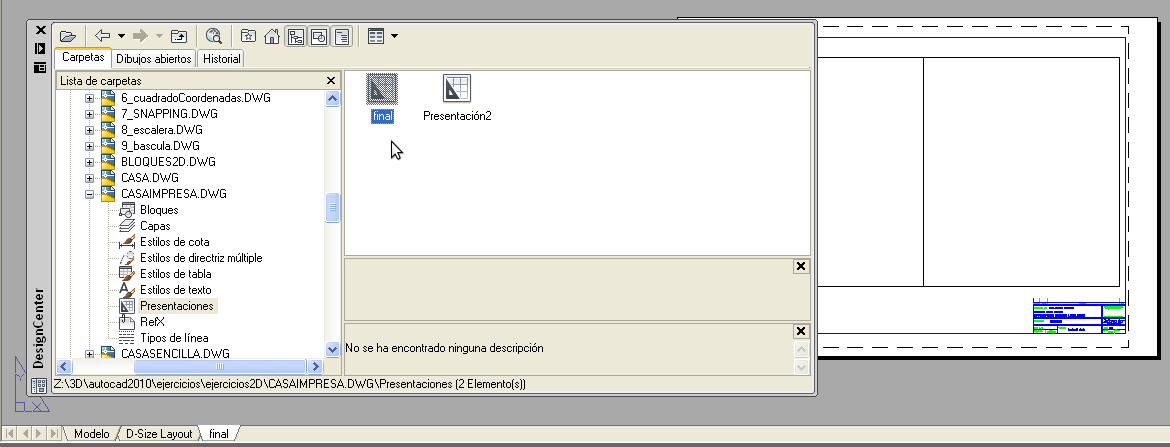 Carpetas
Dibujos abiertos
Historial
Lista de carpetas
6_cuadradoCoordenadas.DWG
7_SNAPPING.DWG
8_escalera.DWG
9_bascula.DWG
BLOQUES2D.DWG
CASA.DWG
CASAIMPRESA.DWG
Bloques
Capas
Estilos de cota
Estilos de directriz múltiple
Estilos de tabla
Estilos de texto
Presentaciones
RefX
Tipos de línea
CASASENCILLA.DWG
final
Presentación2
No se ha encontrado ninguna descripción
Z:\3D\autocad2010\ejercicios\ejercicios2D\CASAIMPRESA.DWG\Presentaciones (2 Elemento(s))
DesignCenter
Y
X
Modelo
D-Size Layout
final